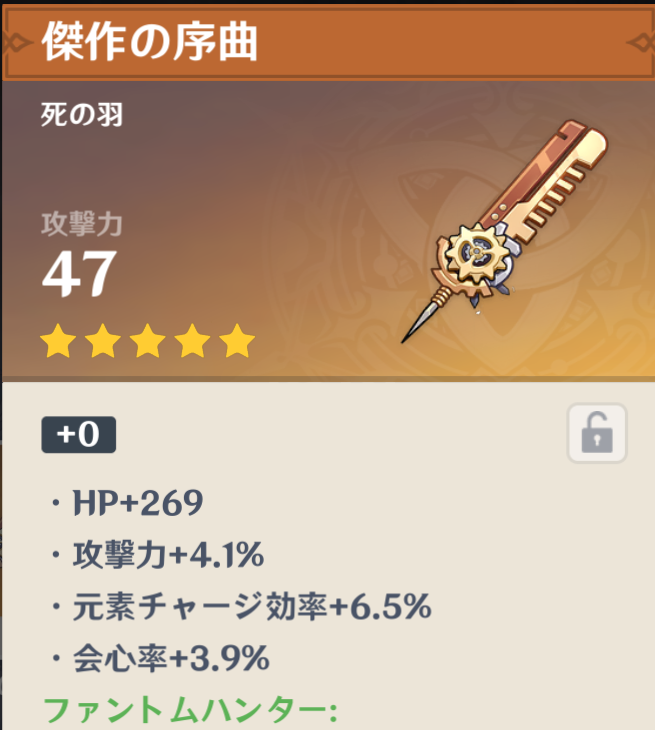 傑作の序曲
死の羽
攻撃力
47
+0
・HP+269
・攻撃力+4.1%
・元素チャージ効率+6.5%
・会心率+3.9%
ファントムハンター: